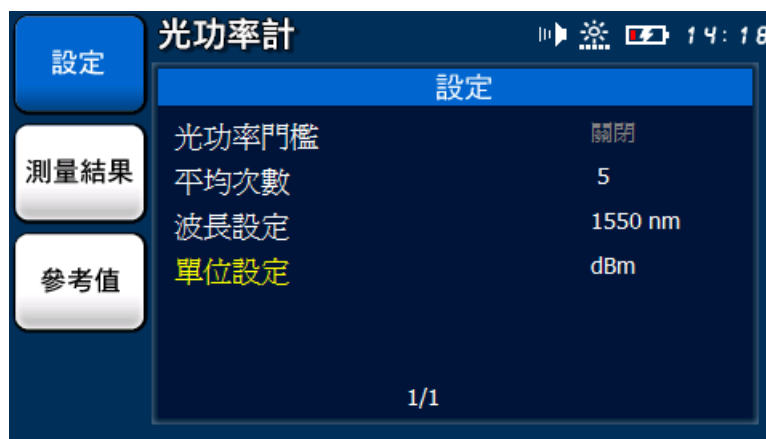 設定
測量結果
參考值
光功率計 14:18
設定
光功率門檻 關閉
平均次數 5
波長設定 1550 nm
單位設定 dBm
1/1